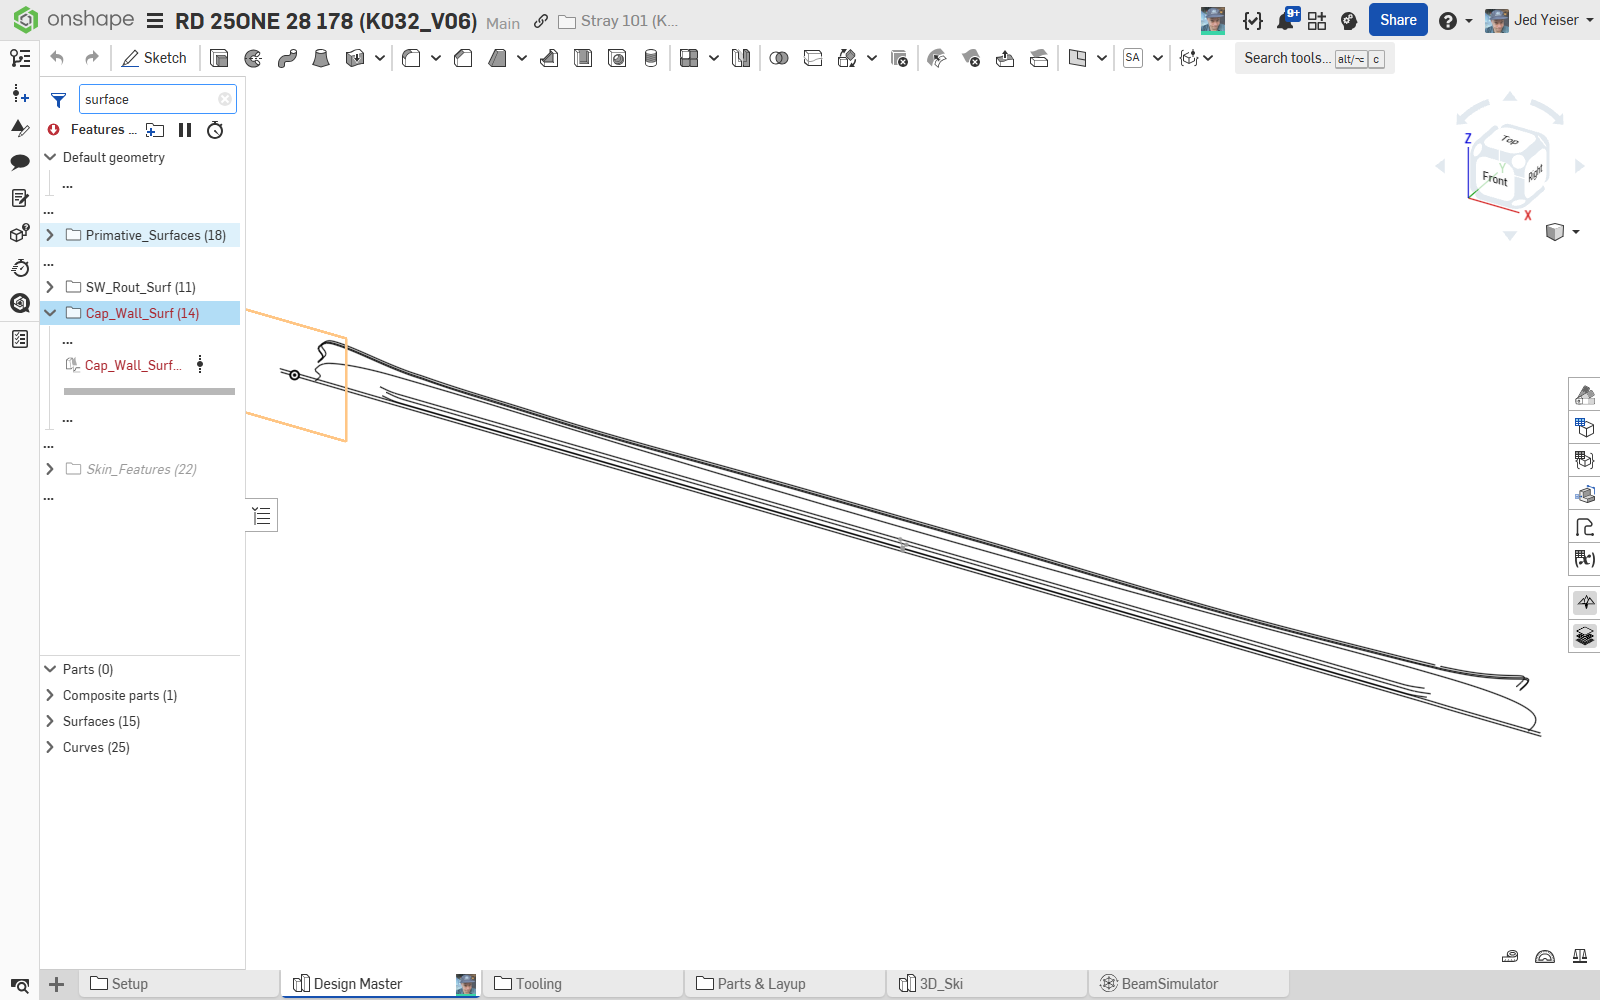 onshape RD 25ONE 28 178 (K032_V06) Main Stray 101 (K... 9+ Share Jed Yeiser
Sketch SA Search tools... alt/⌥ c
surface
Features ...
Default geometry
...
...
Primative_Surfaces (18)
...
SW_Rout_Surf (11)
Cap_Wall_Surf (14)
...
Cap_Wall_Surf...
...
...
Skin_Features (22)
...
Parts (0)
Composite parts (1)
Surfaces (15)
Curves (25)
Z
Top
Y
Front
Right
X
Setup Design Master Tooling Parts & Layup 3D_Ski BeamSimulator